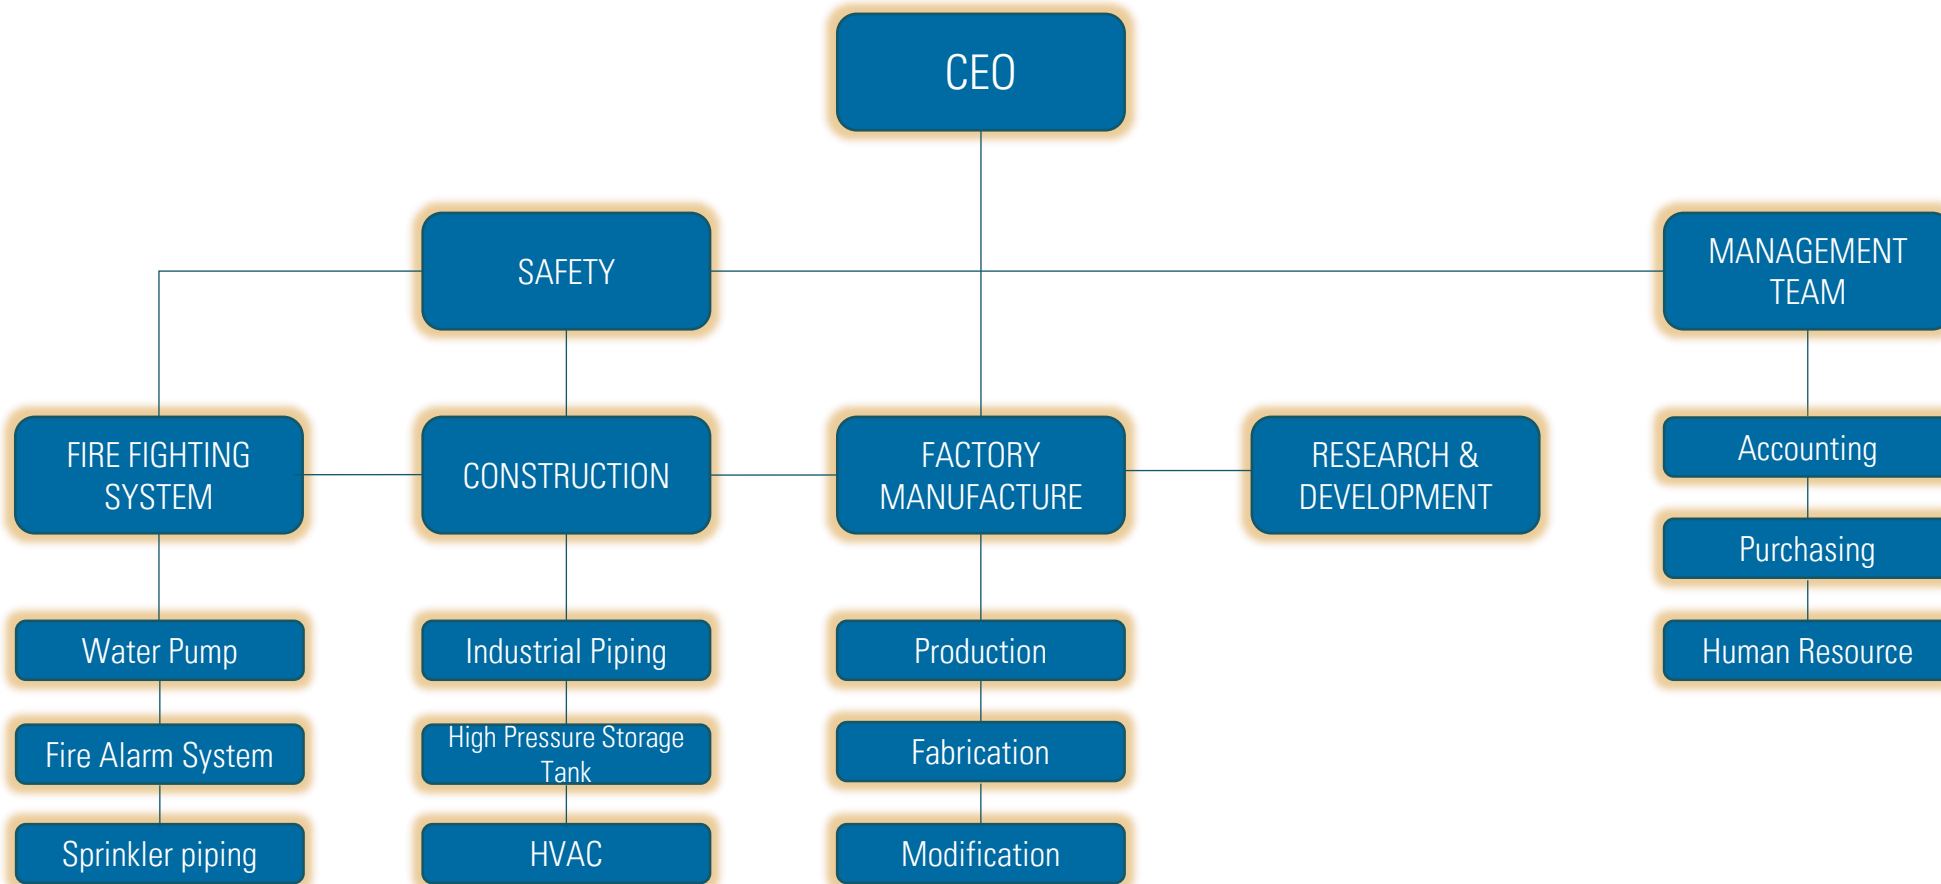 CEO
SAFETY
MANAGEMENT
TEAM
FIRE FIGHTING
SYSTEM
CONSTRUCTION
FACTORY
MANUFACTURE
RESEARCH &
DEVELOPMENT
Accounting
Purchasing
Water Pump
Industrial Piping
Production
Human Resource
Fire Alarm System
High Pressure Storage
Tank
Fabrication
Sprinkler piping
HVAC
Modification